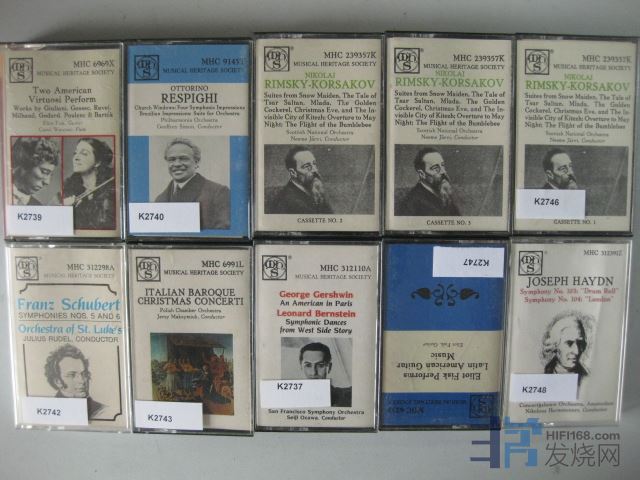 MHC 6969X
MUSICAL HERITAGE SOCIETY
Two American
Virtuosi Perform
Works by Giuliani, Gossec, Ravel,
Milhaud, Godard, Poulenc & Bartók
Eliot Fisk, Guitar
K2739
MUSICAL HERITAGE SOCIETY
OTTORINO
RESPIGHI
Church Windows: Four Symphonic Impressions
Brazilian Impressions Suite for Orchestra
Philharmonia Orchestra
Geoffrey Simon, Conductor
K2740
MHC 239357K
MUSICAL HERITAGE SOCIETY
NIKOLAI
RIMSKY-KORSAKOV
Suites from Snow Maiden, The Tale of
Tsar Saltan, Mlada, The Golden
Cockerel, Christmas Eve, and The In-
visible City of Kitezh; Overture to May
Night; The Flight of the Bumblebee
Scottish National Orchestra
Neeme Järvi, Conductor
CASSETTE NO. 2
MHC 239357K
MUSICAL HERITAGE SOCIETY
NIKOLAI
RIMSKY-KORSAKOV
Suites from Snow Maiden, The Tale of
Tsar Saltan, Mlada, The Golden
Cockerel, Christmas Eve, and The In-
visible City of Kitezh; Overture to May
Night; The Flight of the Bumblebee
Scottish National Orchestra
Neeme Järvi, Conductor
CASSETTE NO. 3
MHC 239357K
MUSICAL HERITAGE SOCIETY
NIKOLAI
RIMSKY-KORSAKOV
Suites from Snow Maiden, The Tale of
Tsar Saltan, Mlada, The Golden
Cockerel, Christmas Eve, and The In-
visible City of Kitezh; Overture to May
Night; The Flight of the Bumblebee
Scottish National Orchestra
Neeme Järvi, Conductor
K2746
CASSETTE NO. 1
MHC 312298A
MUSICAL HERITAGE SOCIETY
Franz Schubert
SYMPHONIES NOS. 5 AND 6
Orchestra of St. Luke's
JULIUS RUDEL, CONDUCTOR
K2742
MHC 6991L
MUSICAL HERITAGE SOCIETY
ITALIAN BAROQUE
CHRISTMAS CONCERTI
Polish Chamber Orchestra
Jerzy Maksymiuk, Conductor
K2743
MHC 312110A
MUSICAL HERITAGE SOCIETY
George Gershwin
An American in Paris
Leonard Bernstein
Symphonic Dances
from West Side Story
K2737
San Francisco Symphony Orchestra
Seiji Ozawa, Conductor
K2747
Eliot Fisk Performs
Latin American Guitar
Music
Eliot Fisk, Guitar
MUSICAL HERITAGE SOCIETY
JOSEPH HAYDN
Symphony No. 103: "Drum Roll"
Symphony No. 104: "London"
K2748
Concertgebouw Orchestra, Amsterdam
Nikolaus Harnoncourt, Conductor
HIFI168.com
发烧网